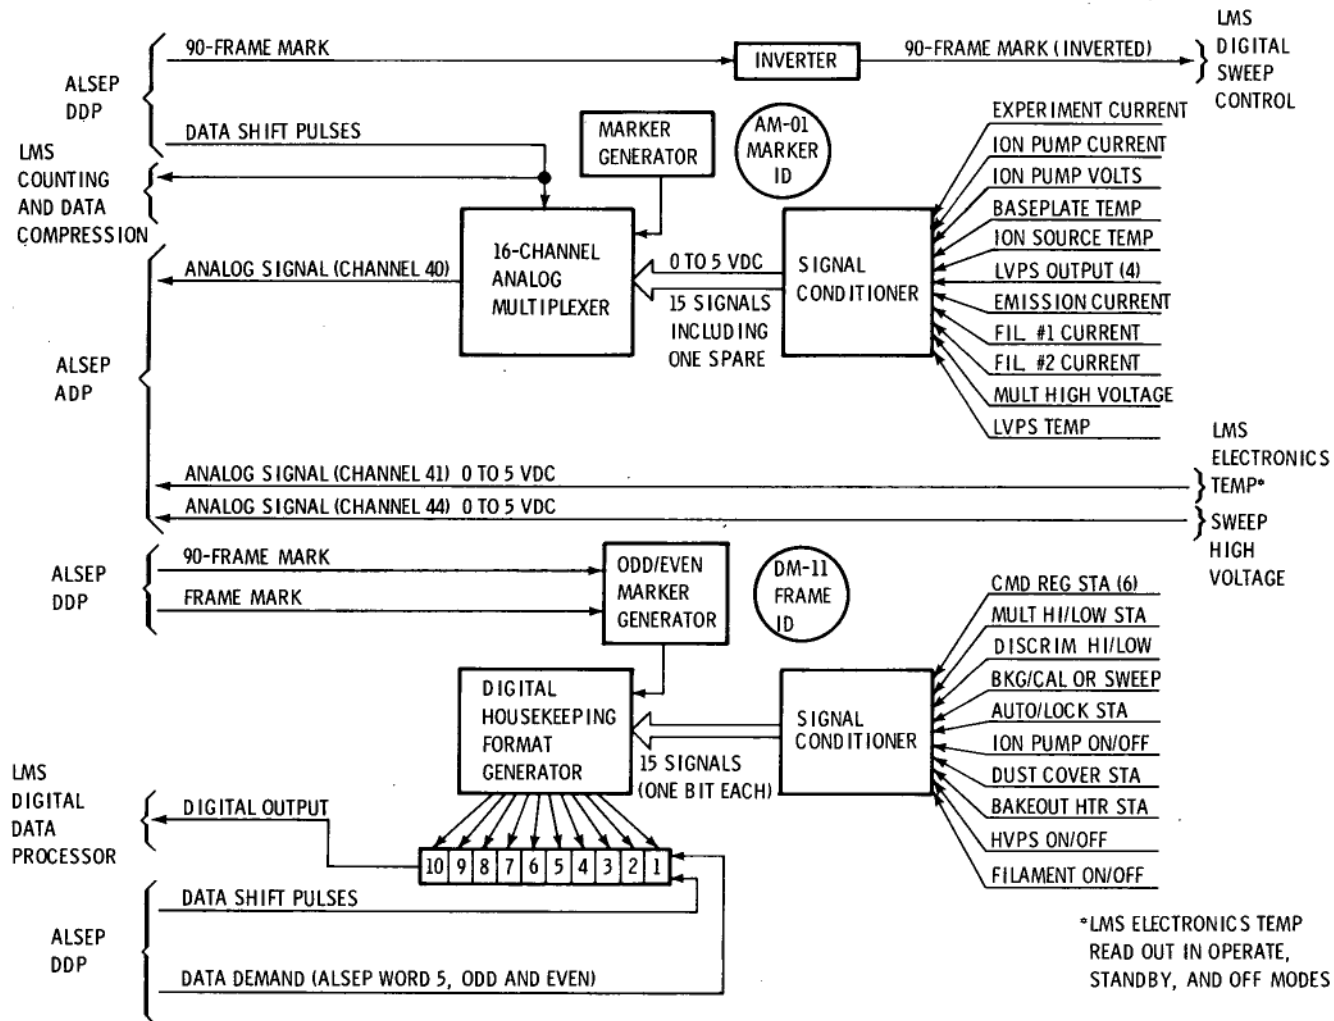 90-FRAME MARK
INVERTER
90-FRAME MARK (INVERTED)
LMS
DIGITAL
SWEEP
CONTROL
ALSEP
DDP
DATA SHIFT PULSES
MARKER
GENERATOR
AM-01
MARKER
ID
LMS
COUNTING
AND DATA
COMPRESSION
16-CHANNEL
ANALOG
MULTIPLEXER
0 TO 5 VDC
15 SIGNALS
INCLUDING
ONE SPARE
SIGNAL
CONDITIONER
EXPERIMENT CURRENT
ION PUMP CURRENT
ION PUMP VOLTS
BASEPLATE TEMP
ION SOURCE TEMP
LVPS OUTPUT (4)
EMISSION CURRENT
FIL. #1 CURRENT
FIL. #2 CURRENT
MULT HIGH VOLTAGE
LVPS TEMP
ANALOG SIGNAL (CHANNEL 40)
ALSEP
ADP
ANALOG SIGNAL (CHANNEL 41) 0 TO 5 VDC
LMS
ELECTRONICS
TEMP*
ANALOG SIGNAL (CHANNEL 44) 0 TO 5 VDC
SWEEP
HIGH
VOLTAGE
ALSEP
DDP
90-FRAME MARK
FRAME MARK
ODD/EVEN
MARKER
GENERATOR
DM-11
FRAME
ID
DIGITAL
HOUSEKEEPING
FORMAT
GENERATOR
15 SIGNALS
(ONE BIT EACH)
SIGNAL
CONDITIONER
CMD REG STA (6)
MULT HI/LOW STA
DISCRIM HI/LOW
BKG/CAL OR SWEEP
AUTO/LOCK STA
ION PUMP ON/OFF
DUST COVER STA
BAKEOUT HTR STA
HVPS ON/OFF
FILAMENT ON/OFF
LMS
DIGITAL
DATA
PROCESSOR
DIGITAL OUTPUT
10 9 8 7 6 5 4 3 2 1
ALSEP
DDP
DATA SHIFT PULSES
DATA DEMAND (ALSEP WORD 5, ODD AND EVEN)
*LMS ELECTRONICS TEMP
READ OUT IN OPERATE,
STANDBY, AND OFF MODES